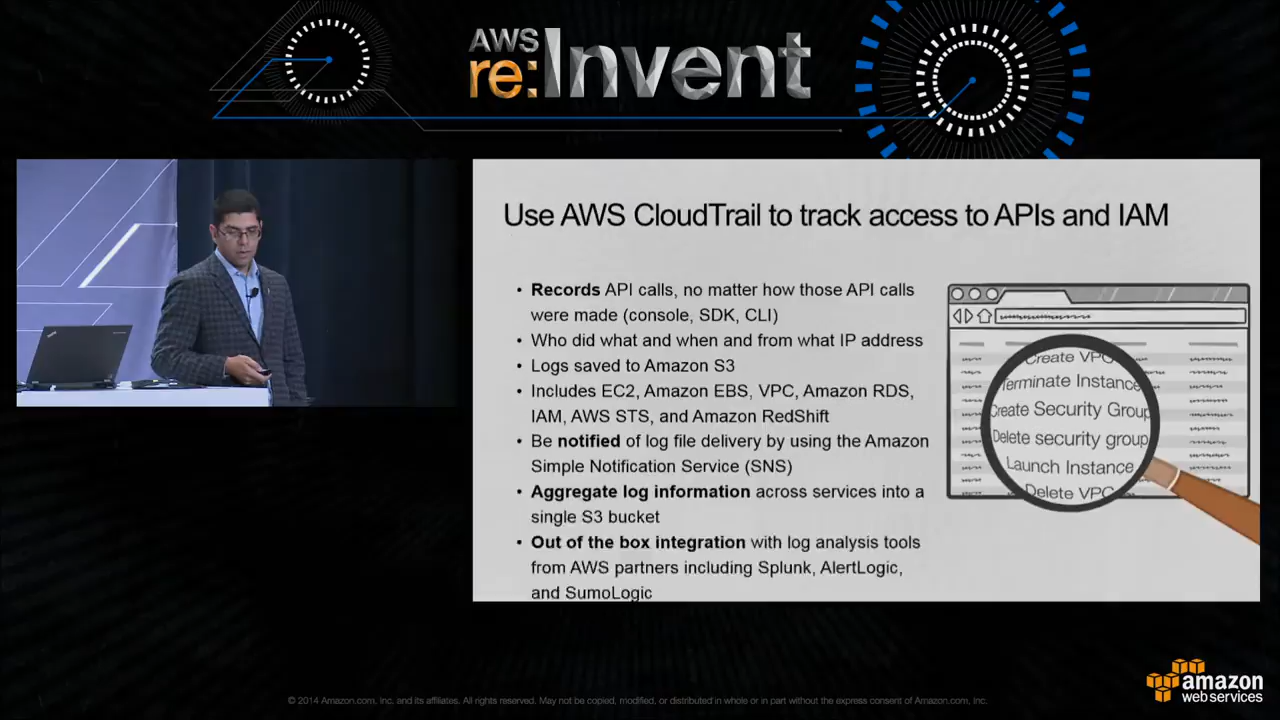 AWS
re:Invent
Use AWS CloudTrail to track access to APIs and IAM
• Records API calls, no matter how those API calls
were made (console, SDK, CLI)
• Who did what and when and from what IP address
• Logs saved to Amazon S3
• Includes EC2, Amazon EBS, VPC, Amazon RDS,
IAM, AWS STS, and Amazon RedShift
• Be notified of log file delivery by using the Amazon
Simple Notification Service (SNS)
• Aggregate log information across services into a
single S3 bucket
• Out of the box integration with log analysis tools
from AWS partners including Splunk, AlertLogic,
and SumoLogic
Create VPC
Terminate Instance
Create Security Group
Delete security group
Launch Instance
Delete VPC
© 2014 Amazon.com, Inc. and its affiliates. All rights reserved. May not be copied, modified, or distributed in whole or in part without the express consent of Amazon.com, Inc.
amazon
web services